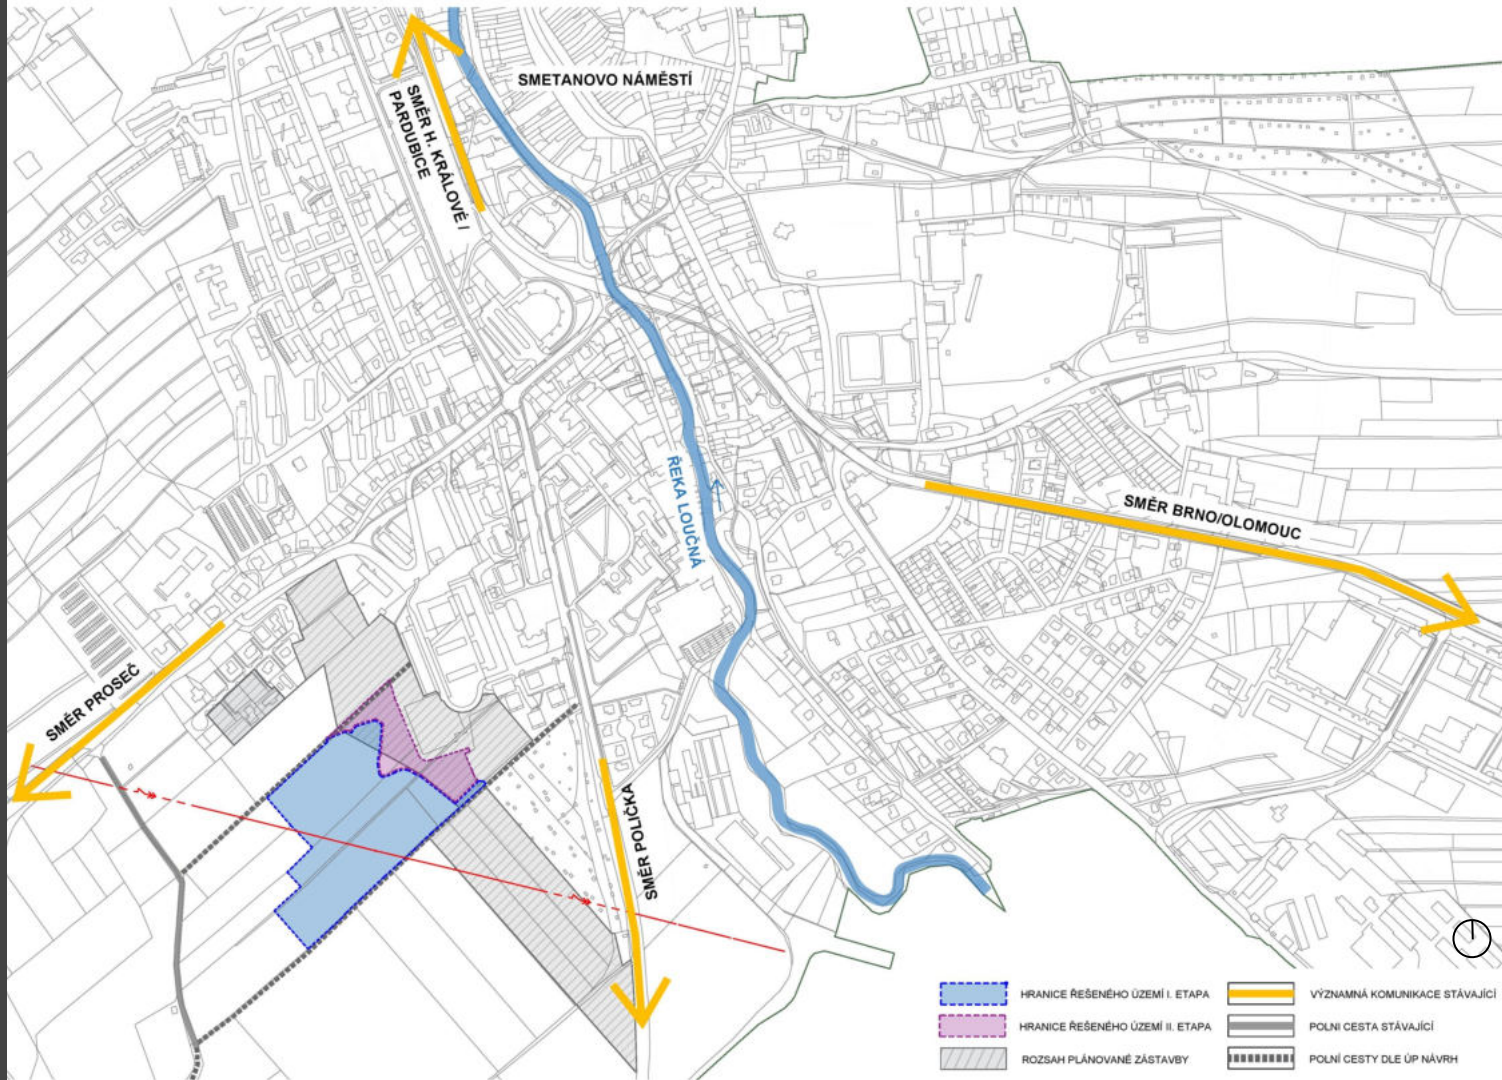 SMETANOVO NÁMĚSTÍ
SMĚR H. KRÁLOVÉ I
PARDUBICE
ŘEKA LOUČNÁ
SMĚR BRNO/OLOMOUC
SMĚR PROSEČ
SMĚR POLIČKA
HRANICE ŘEŠENÉHO ÚZEMÍ I. ETAPA
HRANICE ŘEŠENÉHO ÚZEMÍ II. ETAPA
ROZSAH PLÁNOVANÉ ZÁSTAVBY
VÝZNAMNÁ KOMUNIKACE STÁVAJÍCÍ
POLNI CESTA STÁVAJÍCÍ
POLNÍ CESTY DLE ÚP NÁVRH